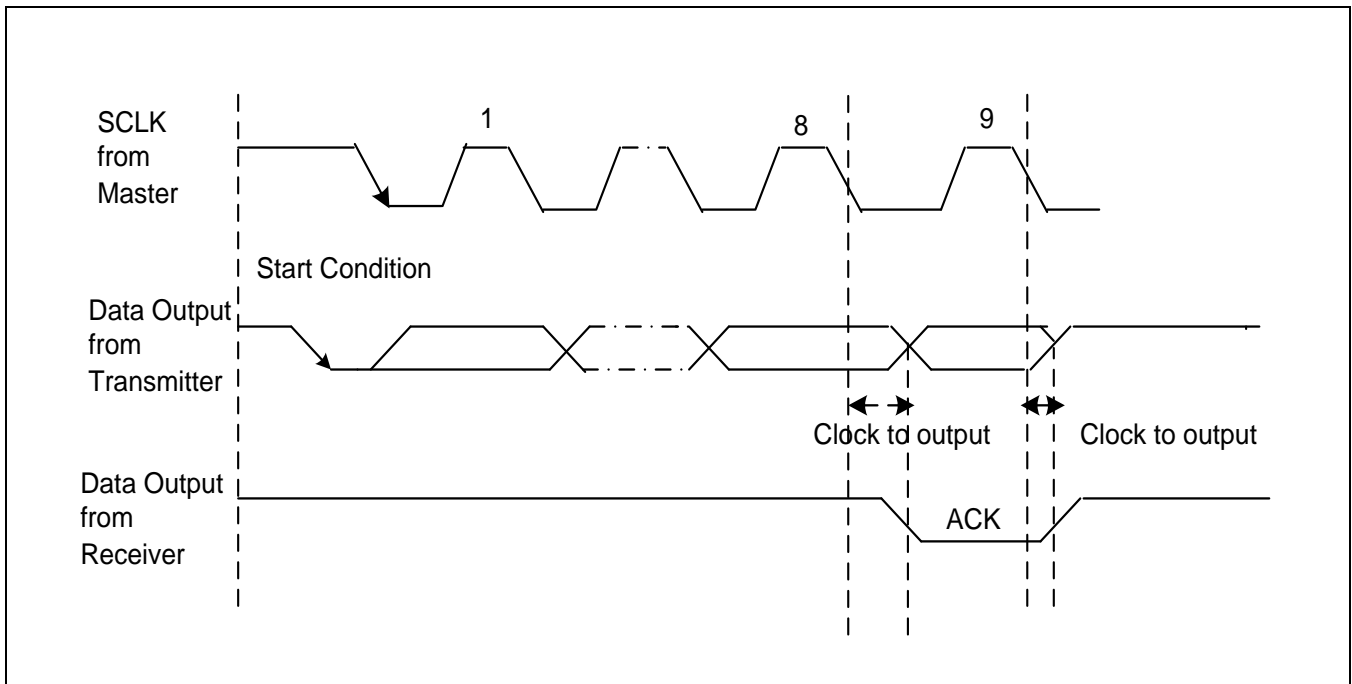 SCLK
from
Master
1
8
9
Start Condition
Data Output
from
Transmitter
Clock to output
Clock to output
Data Output
from
Receiver
ACK